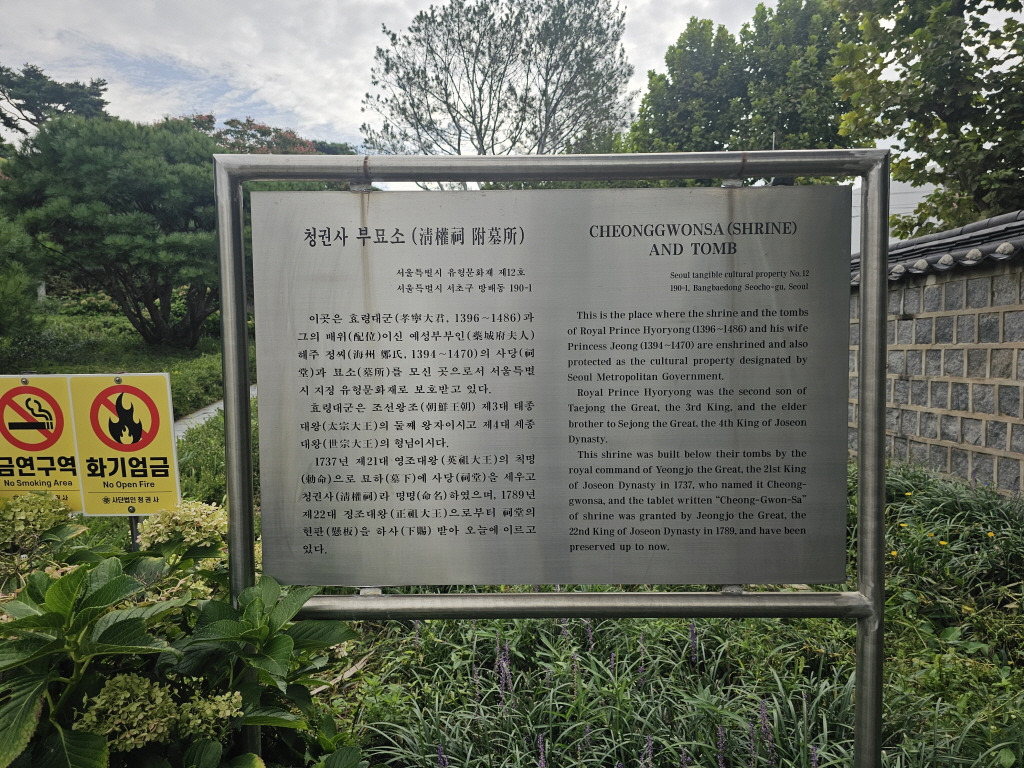 청권사 부묘소 (淸權祠 附墓所)
서울특별시 유형문화재 제12호
서울특별시 서초구 방배동 190-1
이곳은 효령대군(孝寧大君, 1396~1486)과
그의 배위(配位)이신 예성부부인(蘂城府夫人)
해주 정씨(海州 鄭氏, 1394~1470)의 사당(祠
堂)과 묘소(墓所)를 모신 곳으로서 서울특별
시 지정 유형문화재로 보호받고 있다.
효령대군은 조선왕조(朝鮮王朝) 제3대 태종
대왕(太宗大王)의 둘째 왕자이시고 제4대 세종
대왕(世宗大王)의 형님이시다.
1737년 제21대 영조대왕(英祖大王)의 칙명
(勅命)으로 묘하(墓下)에 사당(祠堂)을 세우고
청권사(淸權祠)라 명명(命名)하였으며, 1789년
제22대 정조대왕(正祖大王)으로부터 祠堂의
현판(懸板)을 하사(下賜) 받아 오늘에 이르고
있다.
CHEONGGWONSA (SHRINE)
AND TOMB
Seoul tangible cultural property No.12
190-1, Bangbaedong Seocho-gu, Seoul
This is the place where the shrine and the tombs
of Royal Prince Hyoryong (1396~1486) and his wife
Princess Jeong (1394~1470) are enshrined and also
protected as the cultural property designated by
Seoul Metropolitan Government.
Royal Prince Hyoryong was the second son of
Taejong the Great, the 3rd King, and the elder
brother to Sejong the Great, the 4th King of Joseon
Dynasty.
This shrine was built below their tombs by the
royal command of Yeongjo the Great, the 21st King
of Joseon Dynasty in 1737, who named it Cheong-
gwonsa, and the tablet written "Cheong-Gwon-Sa"
of shrine was granted by Jeongjo the Great, the
22nd King of Joseon Dynasty in 1789, and have been
preserved up to now.
금연구역
No Smoking Area
화기엄금
No Open Fire
사단법인 청권사